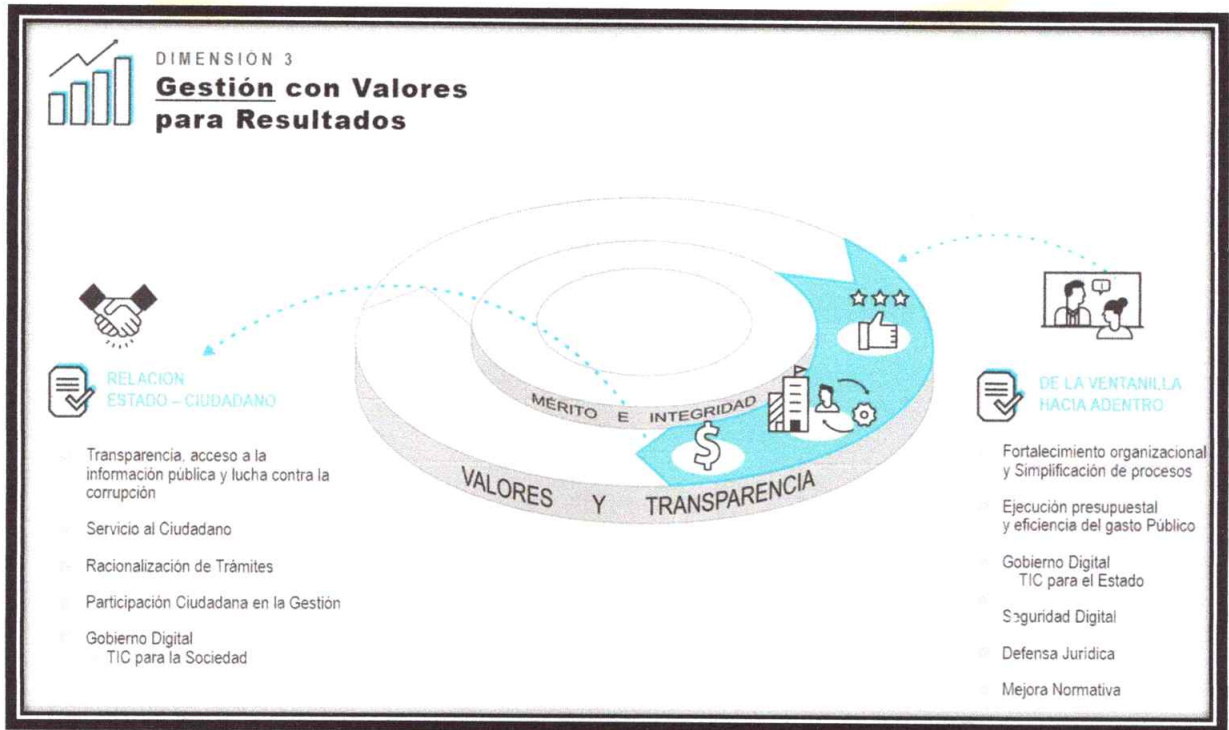 DIMENSIÓN 3
Gestión con Valores
para Resultados
RELACION
ESTADO – CIUDADANO
Transparencia, acceso a la
información pública y lucha contra la
corrupción
Servicio al Ciudadano
Racionalización de Trámites
Participación Ciudadana en la Gestión
Gobierno Digital
TIC para la Sociedad
MÉRITO E INTEGRIDAD
VALORES Y TRANSPARENCIA
$
DE LA VENTANILLA
HACIA ADENTRO
Fortalecimiento organizacional
y Simplificación de procesos
Ejecución presupuestal
y eficiencia del gasto Público
Gobierno Digital
TIC para el Estado
Seguridad Digital
Defensa Jurídica
Mejora Normativa